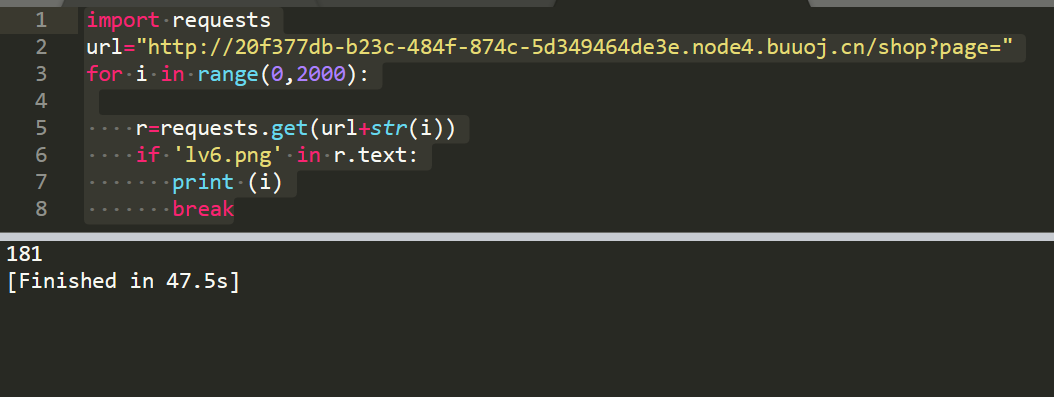 1 import requests
2 url="http://20f377db-b23c-484f-874c-5d349464de3e.node4.buuoj.cn/shop?page="
3 for i in range(0,2000):
4
5     r=requests.get(url+str(i))
6     if 'lv6.png' in r.text:
7        print (i)
8        break
181
[Finished in 47.5s]